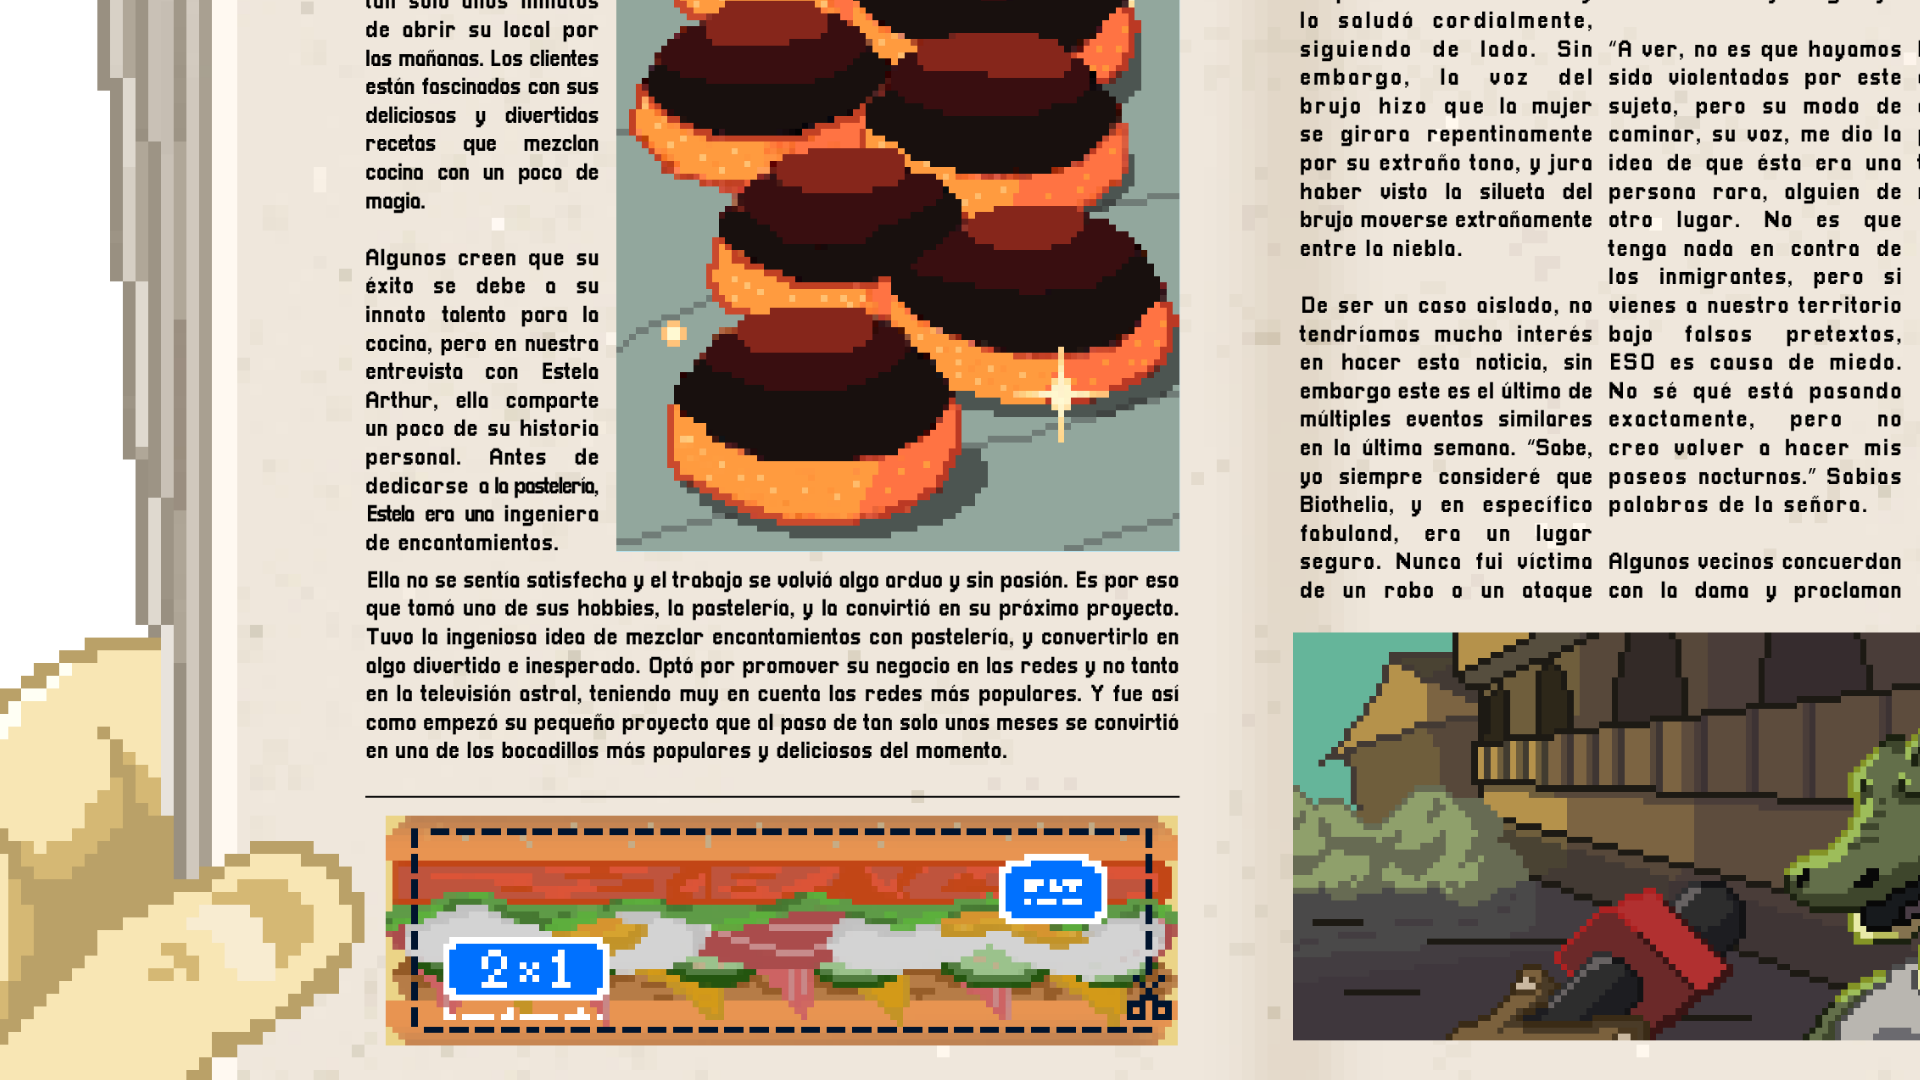 tan solo unos minutos
de abrir su local por
las mañanas. Los clientes
están fascinados con sus
deliciosas y divertidas
recetas que mezclan
cocina con un poco de
magia.
Algunos creen que su
éxito se debe a su
innato talento para la
cocina, pero en nuestra
entrevista con Estela
Arthur, ella comparte
un poco de su historia
personal. Antes de
dedicarse a la pastelería,
Estela era una ingeniera
de encantamientos.
Ella no se sentía satisfecha y el trabajo se volvió algo arduo y sin pasión. Es por eso
que tomó uno de sus hobbies, la pastelería, y la convirtió en su próximo proyecto.
Tuvo la ingeniosa idea de mezclar encantamientos con pastelería, y convertirlo en
algo divertido e inesperado. Optó por promover su negocio en las redes y no tanto
en la televisión astral, teniendo muy en cuenta las redes más populares. Y fue así
como empezó su pequeño proyecto que al paso de tan solo unos meses se convirtió
en una de los bocadillos más populares y deliciosos del momento.
2x1
lo saludó cordialmente,
siguiendo de lado. Sin
embargo, la voz del
brujo hizo que la mujer
se girara repentinamente
por su extraño tono, y jura
haber visto la silueta del
brujo moverse extrañamente
entre la niebla.
De ser un caso aislado, no
tendríamos mucho interés
en hacer esta noticia, sin
embargo este es el último de
múltiples eventos similares
en la última semana. "Sabe,
yo siempre consideré que
Biothelia, y en específico
fabuland, era un lugar
seguro. Nunca fui víctima
de un robo o un ataque
"A ver, no es que hayamos
sido violentados por este
sujeto, pero su modo de
caminar, su voz, me dio la
idea de que ésta era una
persona rara, alguien de
otro lugar. No es que
tenga nada en contra de
los inmigrantes, pero si
vienes a nuestro territorio
bajo falsos pretextos,
ESO es causa de miedo.
No sé qué está pasando
exactamente, pero no
creo volver a hacer mis
paseos nocturnos." Sabias
palabras de la señora.
Algunos vecinos concuerdan
con la dama y proclaman